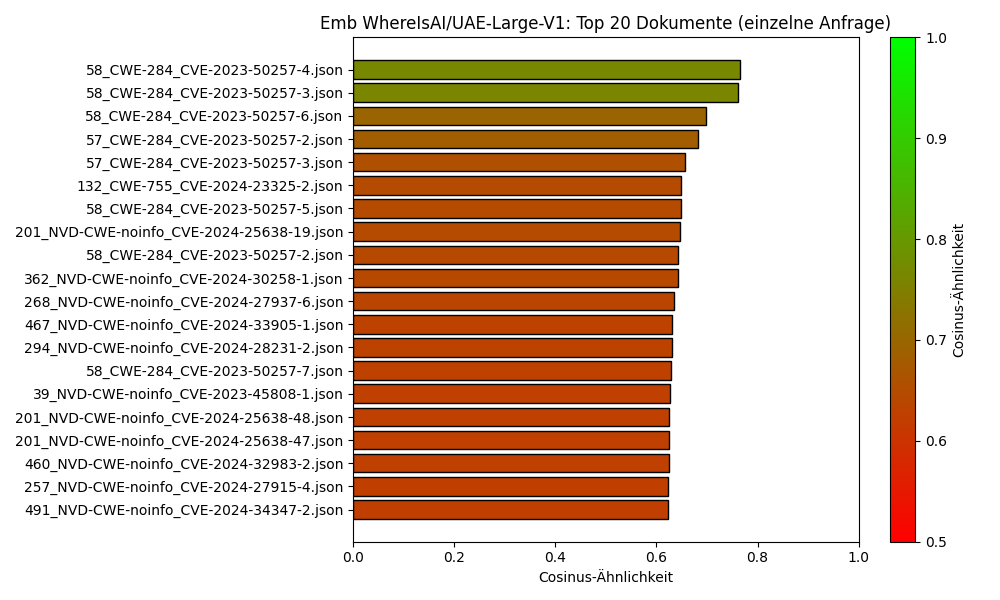 Emb WhereIsAI/UAE-Large-V1: Top 20 Dokumente (einzelne Anfrage)
58_CWE-284_CVE-2023-50257-4.json
58_CWE-284_CVE-2023-50257-3.json
58_CWE-284_CVE-2023-50257-6.json
57_CWE-284_CVE-2023-50257-2.json
57_CWE-284_CVE-2023-50257-3.json
132_CWE-755_CVE-2024-23325-2.json
58_CWE-284_CVE-2023-50257-5.json
201_NVD-CWE-noinfo_CVE-2024-25638-19.json
58_CWE-284_CVE-2023-50257-2.json
362_NVD-CWE-noinfo_CVE-2024-30258-1.json
268_NVD-CWE-noinfo_CVE-2024-27937-6.json
467_NVD-CWE-noinfo_CVE-2024-33905-1.json
294_NVD-CWE-noinfo_CVE-2024-28231-2.json
58_CWE-284_CVE-2023-50257-7.json
39_NVD-CWE-noinfo_CVE-2023-45808-1.json
201_NVD-CWE-noinfo_CVE-2024-25638-48.json
201_NVD-CWE-noinfo_CVE-2024-25638-47.json
460_NVD-CWE-noinfo_CVE-2024-32983-2.json
257_NVD-CWE-noinfo_CVE-2024-27915-4.json
491_NVD-CWE-noinfo_CVE-2024-34347-2.json
0.0 0.2 0.4 0.6 0.8 1.0
Cosinus-Ähnlichkeit
1.0
0.9
0.8
0.7
0.6
0.5
Cosinus-Ähnlichkeit